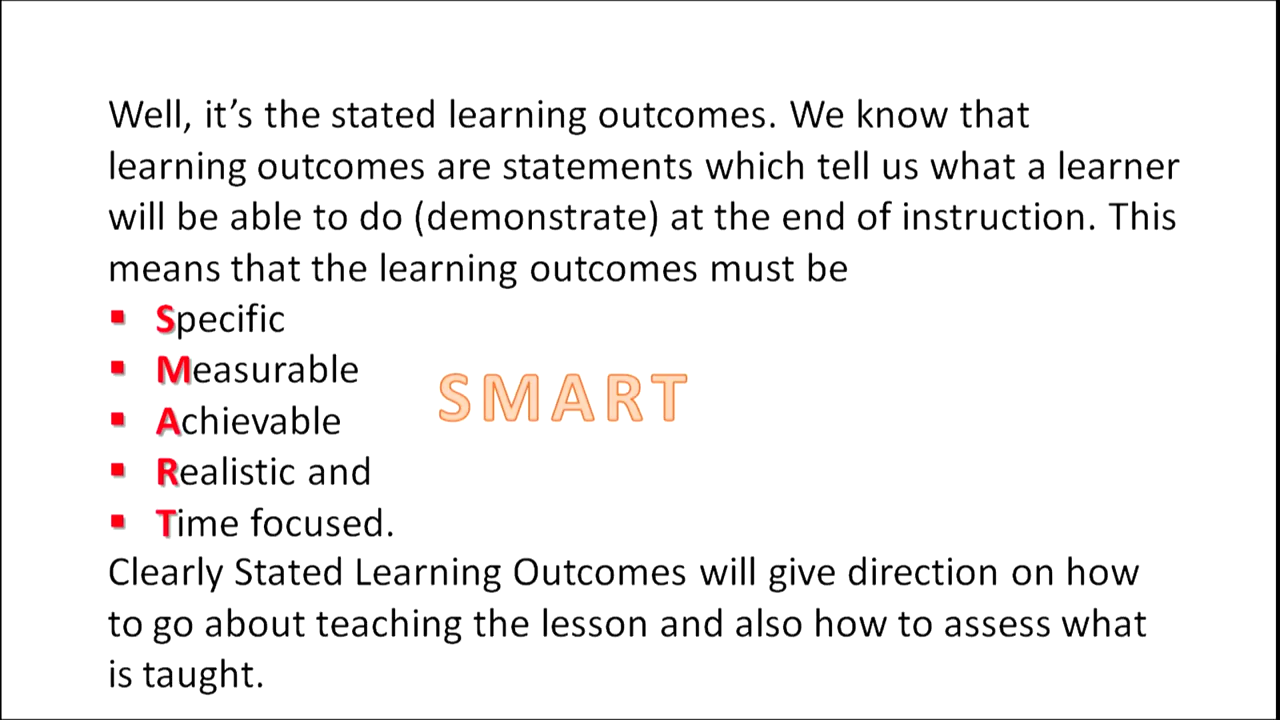 Well, it’s the stated learning outcomes. We know that
learning outcomes are statements which tell us what a learner
will be able to do (demonstrate) at the end of instruction. This
means that the learning outcomes must be
▪ Specific
▪ Measurable
▪ Achievable
▪ Realistic and
▪ Time focused.
SMART
Clearly Stated Learning Outcomes will give direction on how
to go about teaching the lesson and also how to assess what
is taught.